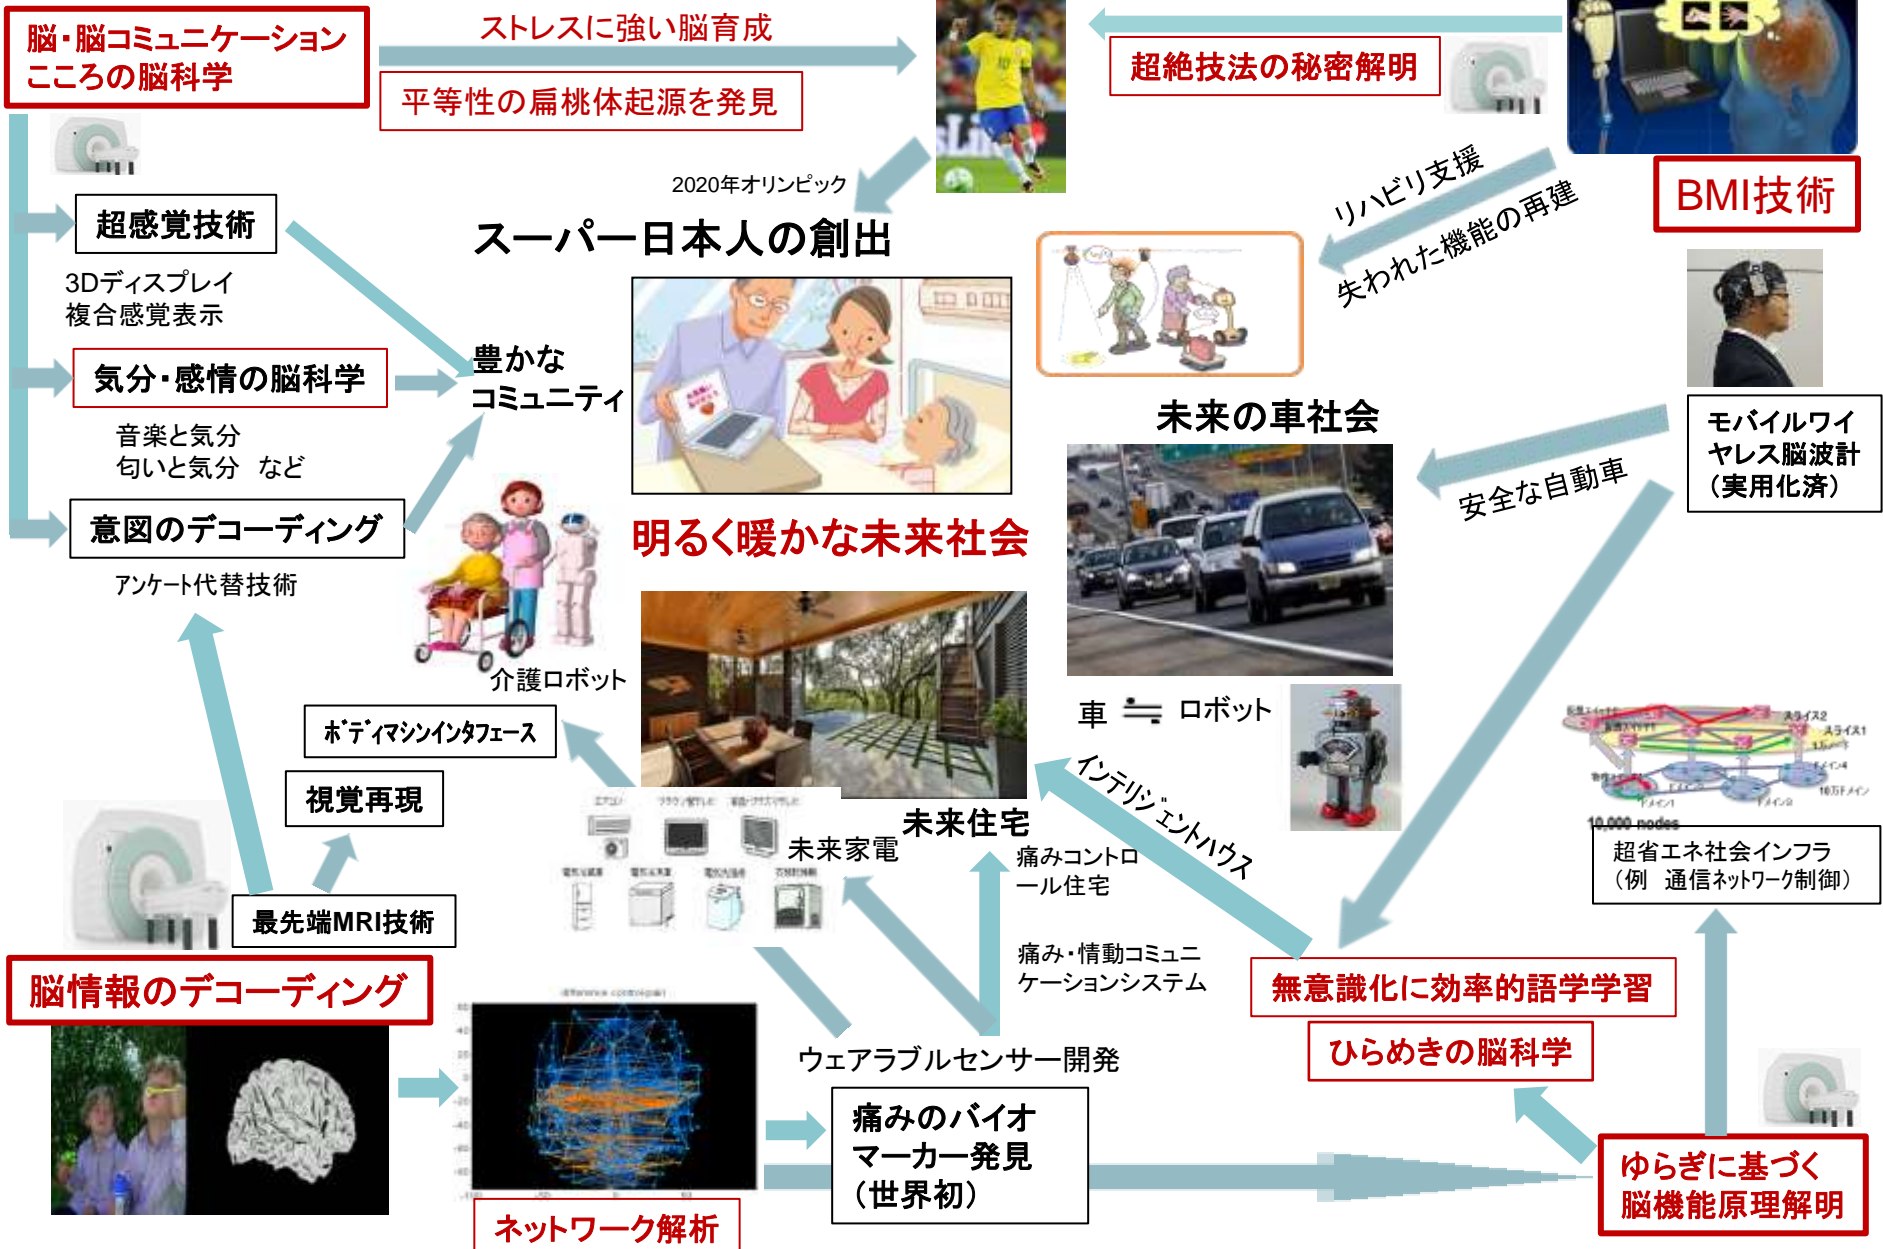 脳・脳コミュニケーション
こころの脳科学
ストレスに強い脳育成
平等性の扁桃体起源を発見
超絶技法の秘密解明
BMI技術
リハビリ支援
失われた機能の再建
2020年オリンピック
スーパー日本人の創出
超感覚技術
3Dディスプレイ
複合感覚表示
気分・感情の脳科学
音楽と気分
匂いと気分　など
意図のデコーディング
アンケート代替技術
豊かな
コミュニティ
明るく暖かな未来社会
未来の車社会
安全な自動車
モバイルワイ
ヤレス脳波計
（実用化済）
介護ロボット
車 ≒ ロボット
ボディマシンインタフェース
視覚再現
最先端MRI技術
未来住宅
未来家電
インテリジェントハウス
痛みコントロ
ール住宅
痛み・情動コミュニ
ケーションシステム
スライス2
スライス1
10,000 nodes
超省エネ社会インフラ
（例　通信ネットワーク制御）
脳情報のデコーディング
無意識化に効率的語学学習
ひらめきの脳科学
ウェアラブルセンサー開発
痛みのバイオ
マーカー発見
（世界初）
ネットワーク解析
ゆらぎに基づく
脳機能原理解明